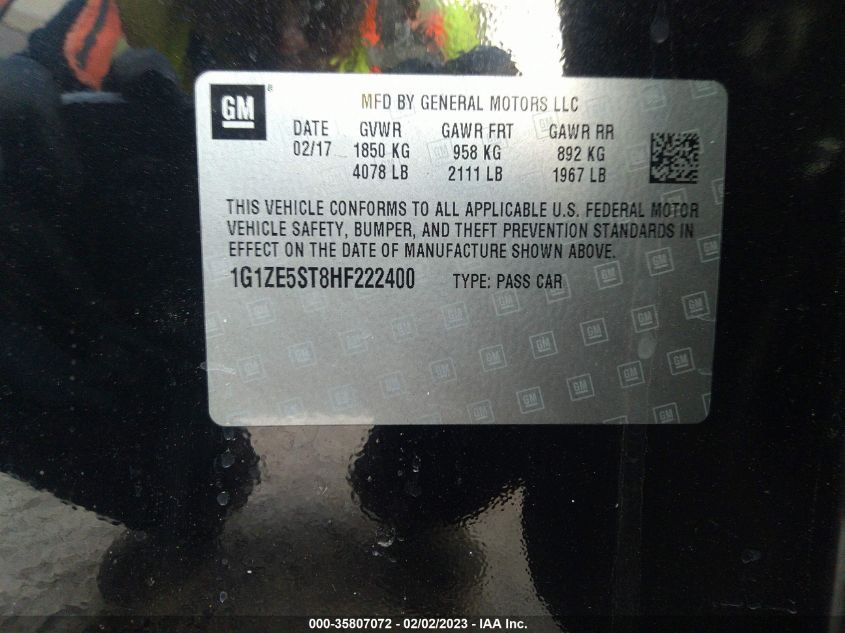 GM ®
MFD BY GENERAL MOTORS LLC
DATE GVWR GAWR FRT GAWR RR
02/17 1850 KG 958 KG 892 KG
4078 LB 2111 LB 1967 LB
THIS VEHICLE CONFORMS TO ALL APPLICABLE U.S. FEDERAL MOTOR
VEHICLE SAFETY, BUMPER, AND THEFT PREVENTION STANDARDS IN
EFFECT ON THE DATE OF MANUFACTURE SHOWN ABOVE.
1G1ZE5ST8HF222400 TYPE: PASS CAR
000-35807072 - 02/02/2023 - IAA Inc.